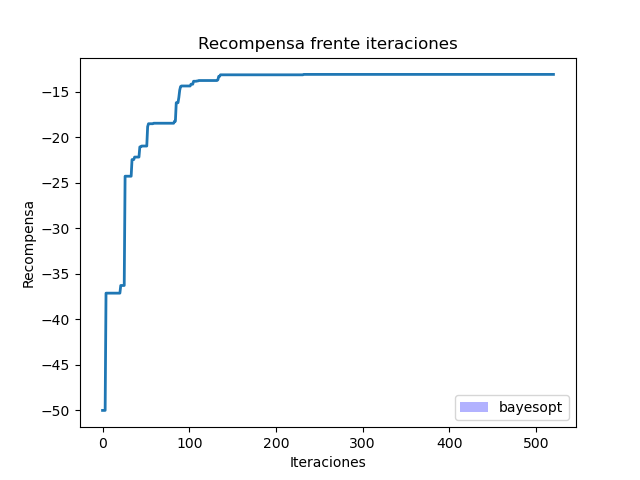 Recompensa frente iteraciones
Recompensa
−15
−20
−25
−30
−35
−40
−45
−50
0 100 200 300 400 500
Iteraciones
bayesopt